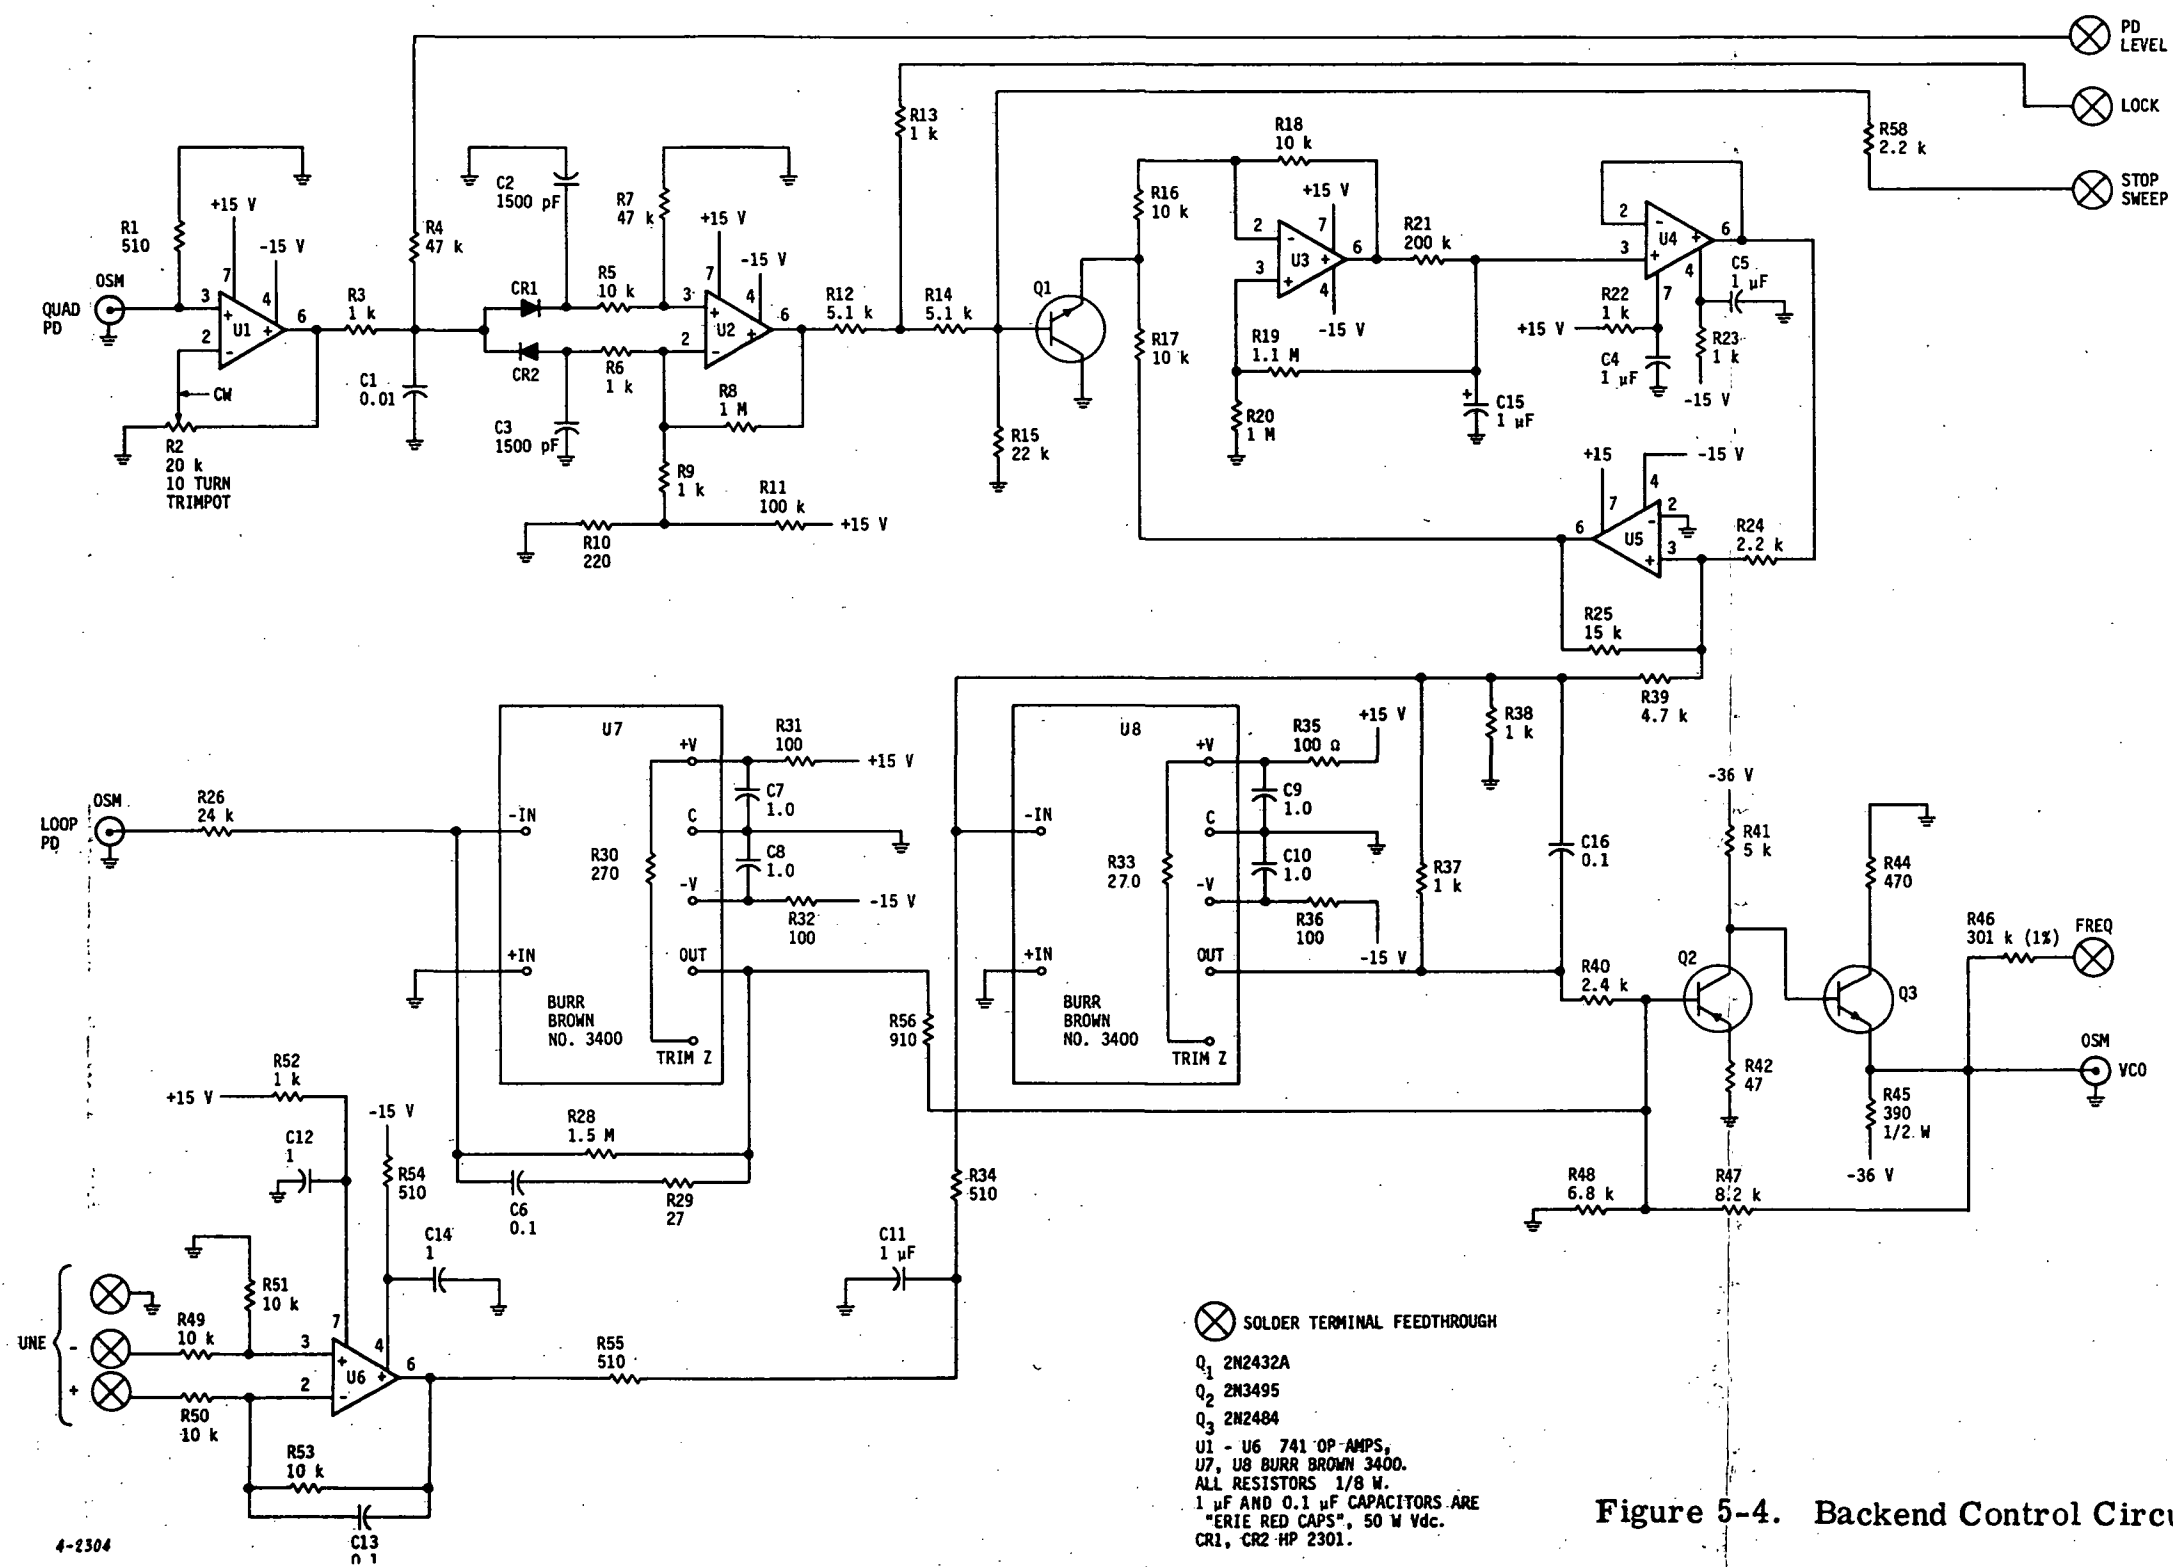 PD
LEVEL
LOCK
STOP
SWEEP
R58
2.2 k
R13
1 k
R18
10 k
C2
1500 pF
R7
47 k
+15 V
-15 V
R1
510
+15 V
-15 V
R4
47 k
R16
10 k
+15 V
R21
200 k
2
7
6
3
U3
4
-15 V
2
U4
6
3
4
7
C5
1 µF
R22
1 k
+15 V
R23
1 k
C4
1 µF
-15 V
OSM
QUAD
PD
7
4
3
U1
6
2
R3
1 k
CR1
R5
10 k
CR2
R6
1 k
7
4
3
U2
6
2
R12
5.1 k
R14
5.1 k
Q1
R17
10 k
R19
1.1 M
R20
1 M
C15
1 µF
CW
C1
0.01
C3
1500 pF
R8
1 M
R15
22 k
R2
20 k
10 TURN
TRIMPOT
R9
1 k
R11
100 k
+15 V
R10
220
+15
-15 V
4
7
2
6
U5
3
R24
2.2 k
R25
15 k
R39
4.7 k
U7
+V
R31
100
+15 V
C7
1.0
C
C8
1.0
-V
R32
100
-15 V
-IN
R30
270
+IN
OUT
BURR
BROWN
NO. 3400
TRIM Z
U8
+V
R35
100 Ω
+15 V
C9
1.0
C
C10
1.0
-V
R36
100
-15 V
-IN
R33
270
+IN
OUT
BURR
BROWN
NO. 3400
TRIM Z
R38
1 k
R37
1 k
C16
0.1
-36 V
R41
5 k
R44
470
R46
301 k (1%)
FREQ
Q2
Q3
R40
2.4 k
OSM
VCO
R42
47
R45
390
1/2 W
-36 V
R48
6.8 k
R47
8.2 k
OSM
LOOP
PD
R26
24 k
R56
910
R28
1.5 M
C6
0.1
R29
27
R34
510
C11
1 µF
R52
1 k
+15 V
-15 V
C12
1
R54
510
C14
1
R51
10 k
UNE
-
+
R49
10 k
R50
10 k
7
4
3
U6
6
2
R55
510
R53
10 k
C13
0.1
SOLDER TERMINAL FEEDTHROUGH
Q1 2N2432A
Q2 2N3495
Q3 2N2484
U1 - U6 741 OP AMPS,
U7, U8 BURR BROWN 3400.
ALL RESISTORS 1/8 W.
1 µF AND 0.1 µF CAPACITORS ARE
"ERIE RED CAPS", 50 W Vdc.
CR1, CR2 HP 2301.
4-2304
Figure 5-4. Backend Control Circu